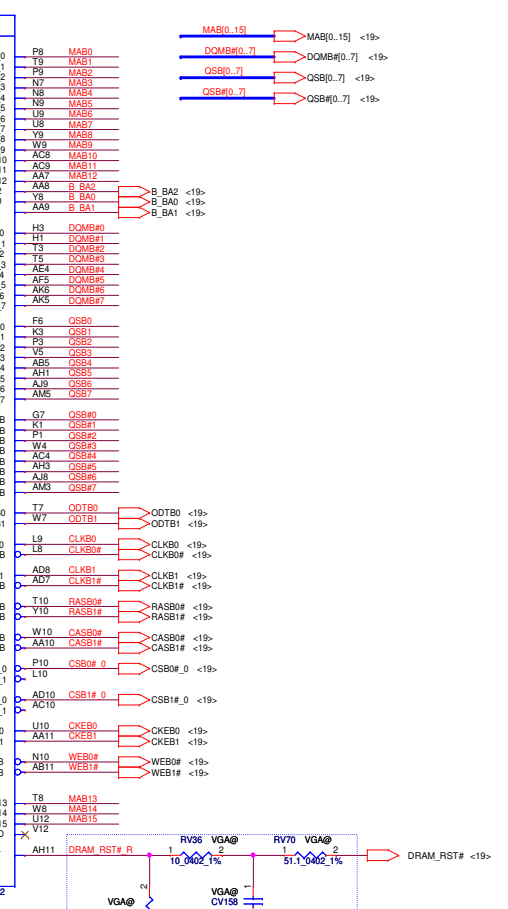 MAB[0..15] MAB[0..15] <19>
DQMB#[0..7] DQMB#[0..7] <19>
QSB[0..7] QSB[0..7] <19>
QSB#[0..7] QSB#[0..7] <19>
P8 MAB0
T9 MAB1
P9 MAB2
N7 MAB3
N8 MAB4
N9 MAB5
U9 MAB6
U8 MAB7
Y9 MAB8
W9 MAB9
AC8 MAB10
AC9 MAB11
AA7 MAB12
AA8 B_BA2 B_BA2 <19>
Y8 B_BA0 B_BA0 <19>
AA9 B_BA1 B_BA1 <19>
H3 DQMB#0
H1 DQMB#1
T3 DQMB#2
T5 DQMB#3
AE4 DQMB#4
AF5 DQMB#5
AK6 DQMB#6
AK5 DQMB#7
F6 QSB0
K3 QSB1
P3 QSB2
V5 QSB3
AB5 QSB4
AH1 QSB5
AJ9 QSB6
AM5 QSB7
G7 QSB#0
K1 QSB#1
P1 QSB#2
W4 QSB#3
AC4 QSB#4
AH3 QSB#5
AJ8 QSB#6
AM3 QSB#7
T7 ODTB0 ODTB0 <19>
W7 ODTB1 ODTB1 <19>
L9 CLKB0 CLKB0 <19>
L8 CLKB0# CLKB0# <19>
AD8 CLKB1 CLKB1 <19>
AD7 CLKB1# CLKB1# <19>
T10 RASB0# RASB0# <19>
Y10 RASB1# RASB1# <19>
W10 CASB0# CASB0# <19>
AA10 CASB1# CASB1# <19>
P10 CSB0#_0 CSB0#_0 <19>
L10
AD10 CSB1#_0 CSB1#_0 <19>
AC10
U10 CKEB0 CKEB0 <19>
AA11 CKEB1 CKEB1 <19>
N10 WEB0# WEB0# <19>
AB11 WEB1# WEB1# <19>
T8 MAB13
W8 MAB14
U12 MAB15
V12
RV36 VGA@ RV70 VGA@
AH11 DRAM_RST#_R 1 2 1 2 DRAM_RST# <19>
10_0402_1% 51.1_0402_1%
2 1
VGA@ VGA@
CV158